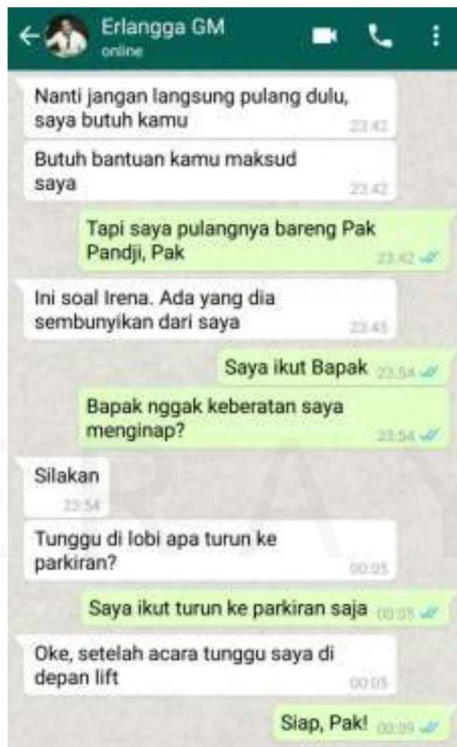 Erlangga GM
online
Nanti jangan langsung pulang dulu,
saya butuh kamu
23.42
Butuh bantuan kamu maksud
saya
23.42
Tapi saya pulangnya bareng Pak
Pandji, Pak
23.42
Ini soal Irena. Ada yang dia
sembunyikan dari saya
23.45
Saya ikut Bapak 23.54
Bapak nggak keberatan saya
menginap?
23.54
Silakan
23.54
Tunggu di lobi apa turun ke
parkiran?
00.05
Saya ikut turun ke parkiran saja 00.05
Oke, setelah acara tunggu saya di
depan lift
00.05
Siap, Pak! 00.09